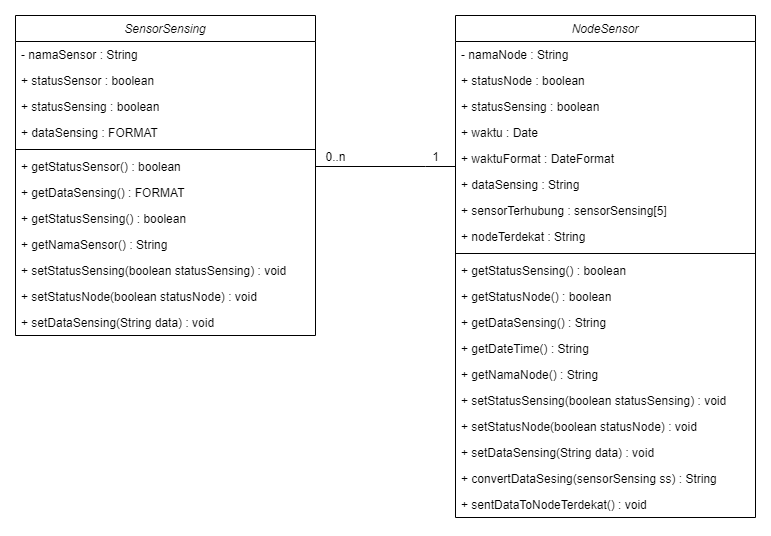 SensorSensing
- namaSensor : String
+ statusSensor : boolean
+ statusSensing : boolean
+ dataSensing : FORMAT
+ getStatusSensor() : boolean
+ getDataSensing() : FORMAT
+ getStatusSensing() : boolean
+ getNamaSensor() : String
+ setStatusSensing(boolean statusSensing) : void
+ setStatusNode(boolean statusNode) : void
+ setDataSensing(String data) : void
0..n
1
NodeSensor
- namaNode : String
+ statusNode : boolean
+ statusSensing : boolean
+ waktu : Date
+ waktuFormat : DateFormat
+ dataSensing : String
+ sensorTerhubung : sensorSensing[5]
+ nodeTerdekat : String
+ getStatusSensing() : boolean
+ getStatusNode() : boolean
+ getDataSensing() : String
+ getDateTime() : String
+ getNamaNode() : String
+ setStatusSensing(boolean statusSensing) : void
+ setStatusNode(boolean statusNode) : void
+ setDataSensing(String data) : void
+ convertDataSesing(sensorSensing ss) : String
+ sentDataToNodeTerdekat() : void